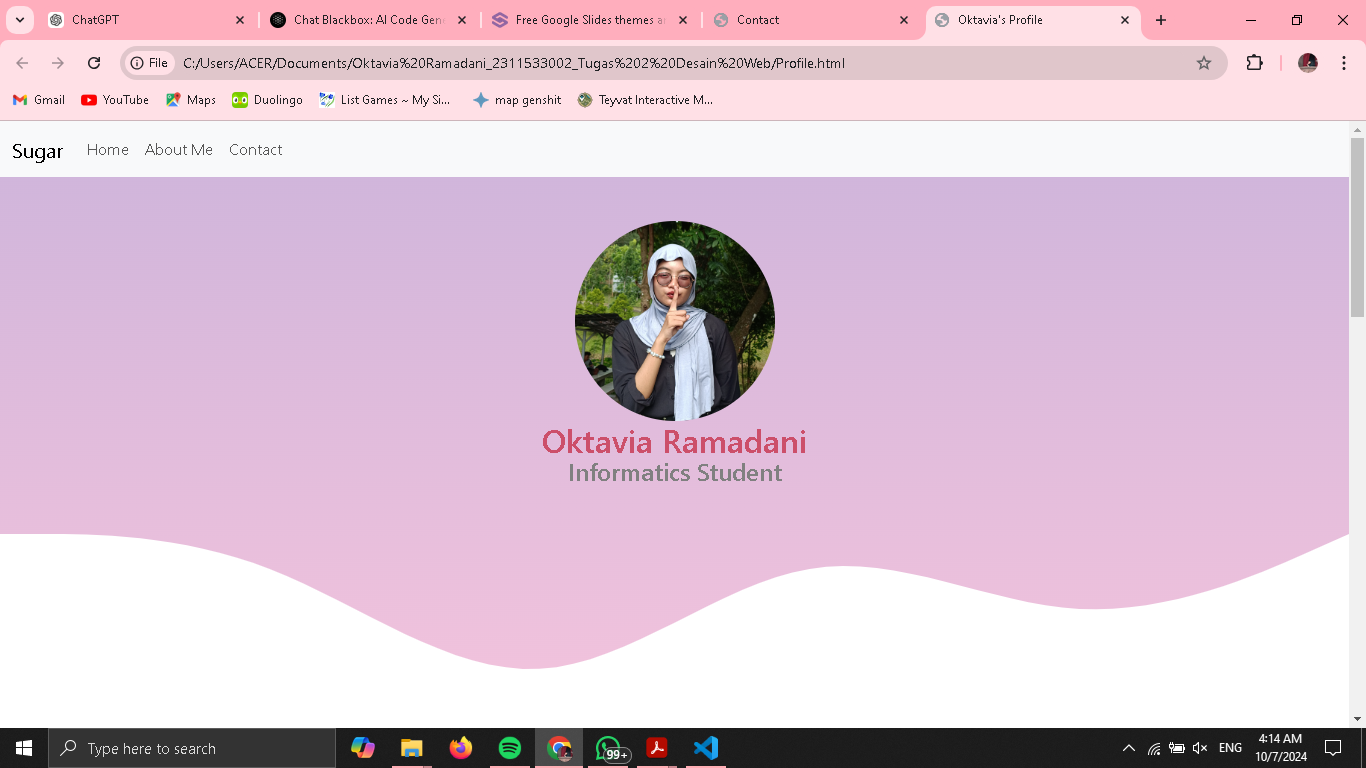 ChatGPT
Chat Blackbox: AI Code Gen
Free Google Slides themes a
Contact
Oktavia's Profile
File
C:/Users/ACER/Documents/Oktavia%20Ramadani_2311533002_Tugas%202%20Desain%20Web/Profile.html
Gmail
YouTube
Maps
Duolingo
List Games ~ My Si...
map genshit
Teyvat Interactive M...
Sugar
Home
About Me
Contact
Oktavia Ramadani
Informatics Student
Type here to search
99+
ENG
4:14 AM
10/7/2024